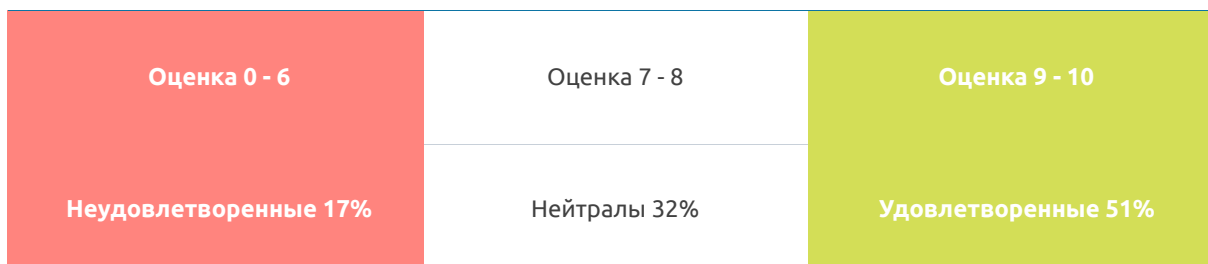 Оценка 0 - 6
Оценка 7 - 8
Оценка 9 - 10
Неудовлетворенные 17%
Нейтралы 32%
Удовлетворенные 51%